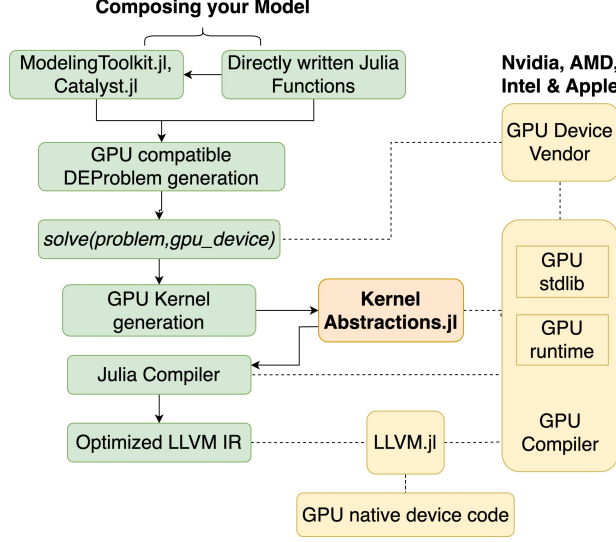 Composing your Model
ModelingToolkit.jl,
Catalyst.jl
Directly written Julia
Functions
Nvidia, AMD,
Intel & Apple
GPU Device
Vendor
GPU compatible
DEProblem generation
solve(problem,gpu_device)
GPU
stdlib
GPU Kernel
generation
Kernel
Abstractions.jl
GPU
runtime
Julia Compiler
GPU
Compiler
Optimized LLVM IR
LLVM.jl
GPU native device code